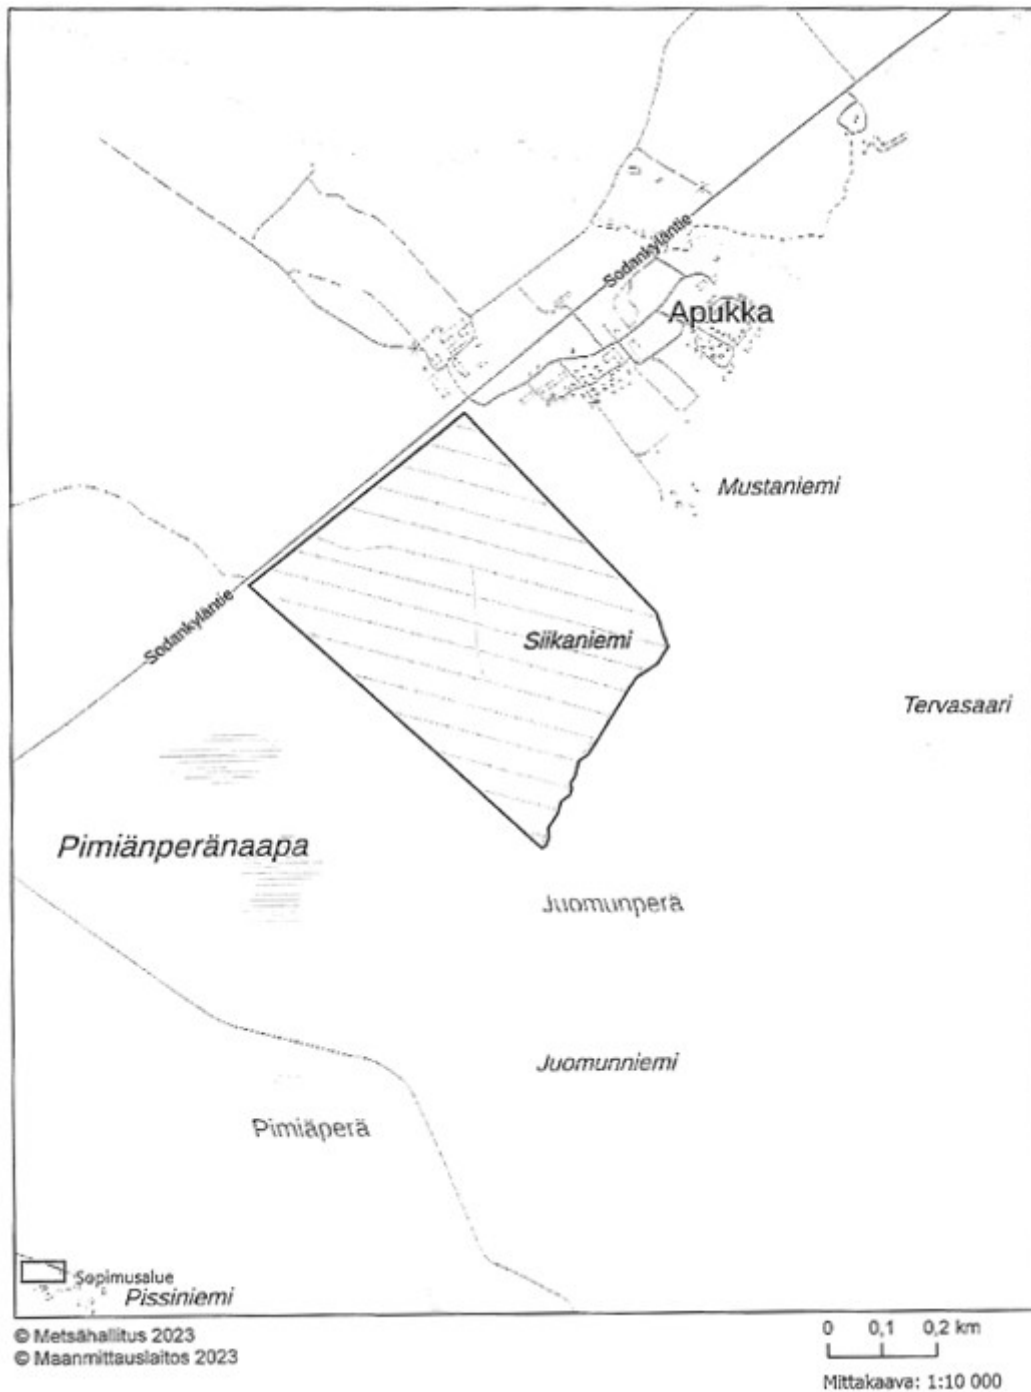 Sodankyläntie
Apukka
Mustaniemi
Sodankyläntie
Siikaniemi
Tervasaari
Pimiänperänaapa
Juomunperä
Juomunniemi
Pimiäperä
Sopimusalue
Pissiniemi
© Metsähallitus 2023
© Maanmittauslaitos 2023
0 0,1 0,2 km
Mittakaava: 1:10 000